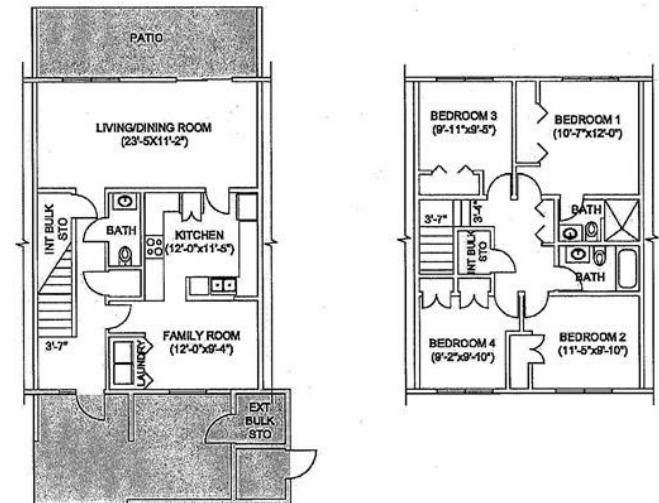 PATIO
LIVING/DINING ROOM
(23'-5X11'-2")
INT BULK
STO
BATH
KITCHEN
(12'-0"x11'-5")
3'-7"
FAMILY ROOM
(12'-0"x9'-4")
LAUNDRY
EXT
BULK
STO
BEDROOM 3
(9'-11"x9'-5")
BEDROOM 1
(10'-7"x12'-0")
3'-7"
3'-4"
INT BULK
STO
BATH
BATH
BEDROOM 4
(9'-2"x9'-10")
BEDROOM 2
(11'-5"x9'-10")